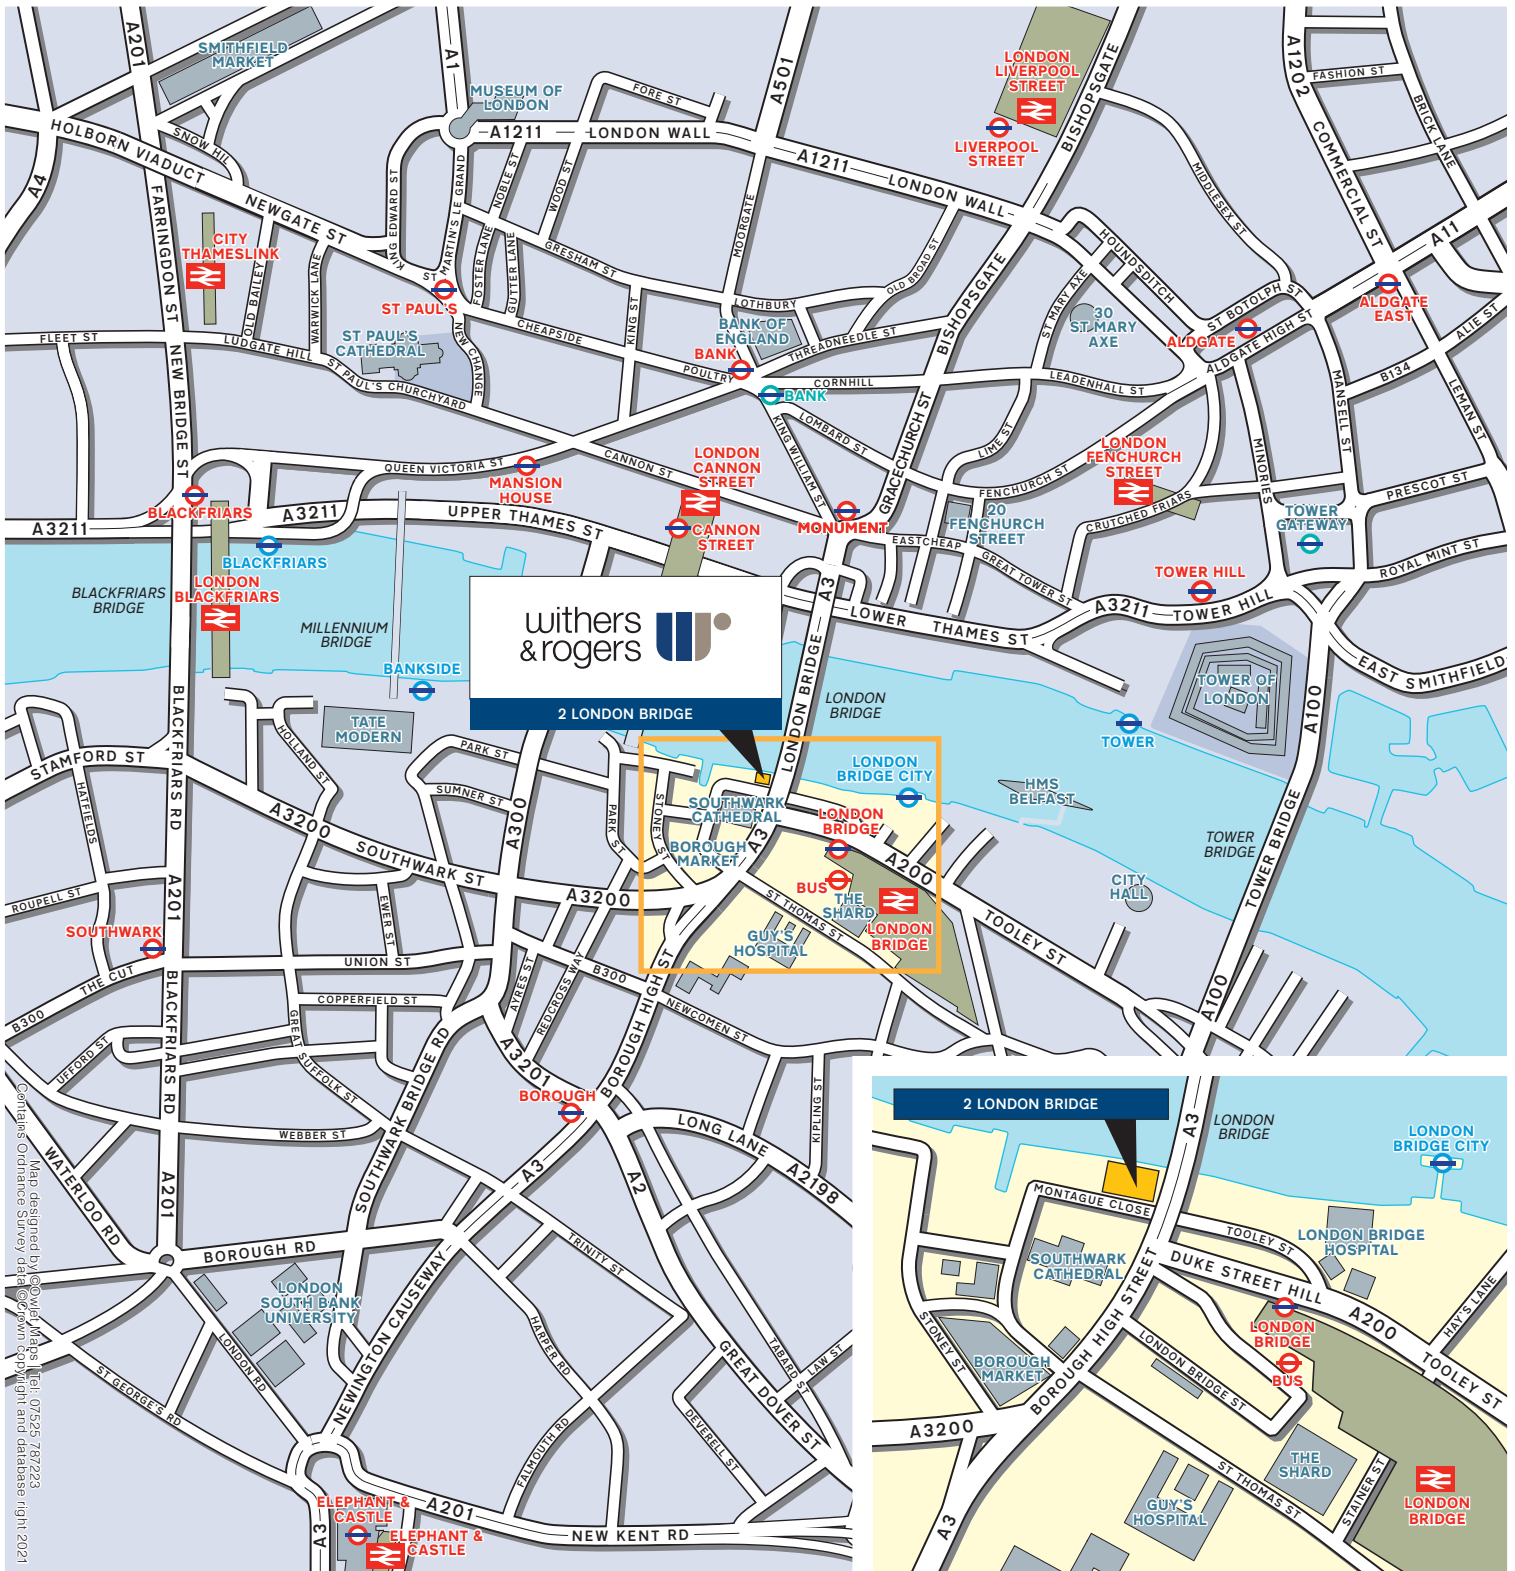 A201
SMITHFIELD
MARKET
A1
MUSEUM OF
LONDON
FORE ST
A501
LONDON
LIVERPOOL
STREET
LIVERPOOL
STREET
BISHOPSGATE
A1202
FASHION ST
BRICK LANE
COMMERCIAL ST
HOLBORN VIADUCT
SNOW HIL
A4
A1211
LONDON WALL
A1211
LONDON WALL
MIDDLESEX ST
A11
FARRINGDON ST
NEWGATE ST
KING EDWARD ST
ST MARTIN'S LE GRAND
NOBLE ST
WOOD ST
FOSTER LANE
GUTTER LANE
GRESHAM ST
MOORGATE
OLD BROAD ST
BISHOPSGATE
HOUNDSDITCH
CITY
THAMESLINK
OLD BAILEY
WARWICK LANE
ST PAUL'S
ST PAUL'S
CATHEDRAL
NEW CHANGE
CHEAPSIDE
KING ST
LOTHBURY
BANK OF
ENGLAND
THREADNEEDLE ST
BANK
POULTRY
BANK
CORNHILL
ST MARY AXE
30
ST MARY
AXE
ST BOTOLPH ST
ALDGATE
ALDGATE HIGH ST
ALDGATE
EAST
ALIE ST
B134
LEMAN ST
MANSELL ST
LEADENHALL ST
FLEET ST
LUDGATE HILL
ST PAUL'S CHURCHYARD
NEW BRIDGE ST
QUEEN VICTORIA ST
MANSION
HOUSE
CANNON ST
LONDON
CANNON
STREET
CANNON
STREET
KING WILLIAM ST
LOMBARD ST
GRACECHURCH ST
LIME ST
FENCHURCH ST
LONDON
FENCHURCH
STREET
CRUTCHED FRIARS
MINORIES
PRESCOT ST
TOWER
GATEWAY
ROYAL MINT ST
BLACKFRIARS
A3211
A3211
UPPER THAMES ST
MONUMENT
EASTCHEAP
20
FENCHURCH
STREET
GREAT TOWER ST
TOWER HILL
A3211
TOWER HILL
BLACKFRIARS
LONDON
BLACKFRIARS
BLACKFRIARS
BRIDGE
MILLENNIUM
BRIDGE
BANKSIDE
withers
& rogers
2 LONDON BRIDGE
A3
LOWER THAMES ST
LONDON BRIDGE
LONDON
BRIDGE
TOWER
TOWER OF
LONDON
A100
EAST SMITHFIELD
BLACKFRIARS RD
TATE
MODERN
STAMFORD ST
HATFIELDS
HOLLAND ST
PARK ST
SUMNER ST
A300
PARK ST
STONEY ST
SOUTHWARK
CATHEDRAL
BOROUGH
MARKET
A3
LONDON
BRIDGE CITY
LONDON
BRIDGE
BUS
THE
SHARD
LONDON
BRIDGE
HMS
BELFAST
TOWER
BRIDGE
TOWER BRIDGE
CITY
HALL
A3200
SOUTHWARK ST
A3200
A200
TOOLEY ST
ST THOMAS ST
GUY'S
HOSPITAL
ROUPELL ST
A201
SOUTHWARK
THE CUT
B300
EWER ST
UNION ST
COPPERFIELD ST
AYRES ST
REDCROSS WAY
B300
NEWCOMEN ST
BOROUGH HIGH ST
A100
UFFORD ST
BLACKFRIARS RD
GREAT SUFFOLK ST
WEBBER ST
SOUTHWARK BRIDGE RD
A3201
BOROUGH
LONG LANE
A2198
KIPLING ST
A2
A3
WATERLOO RD
A201
BOROUGH RD
LONDON
SOUTH BANK
UNIVERSITY
LONDON RD
ST GEORGE'S RD
NEWINGTON CAUSEWAY
TRINITY ST
HARPER RD
FALMOUTH RD
DEVERELL ST
TABARD ST
LAW ST
GREAT DOVER ST
A201
NEW KENT RD
ELEPHANT &
CASTLE
ELEPHANT &
CASTLE
A3
Map designed by ©Owlet Maps | Tel: 07525 787223
Contains Ordnance Survey data ©Crown copyright and database right 2021
2 LONDON BRIDGE
A3
LONDON
BRIDGE
LONDON
BRIDGE CITY
MONTAGUE CLOSE
SOUTHWARK
CATHEDRAL
TOOLEY ST
LONDON BRIDGE
HOSPITAL
DUKE STREET HILL
A200
HAY'S LANE
TOOLEY ST
STONEY ST
BOROUGH
MARKET
BOROUGH HIGH STREET
LONDON BRIDGE ST
LONDON
BRIDGE
BUS
A3200
ST THOMAS ST
THE
SHARD
STAINER ST
GUY'S
HOSPITAL
LONDON
BRIDGE
A3